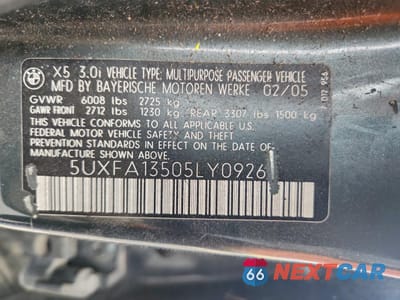 X5 3.0i VEHICLE TYPE: MULTIPURPOSE PASSENGER VEHICLE
MFD BY BAYERISCHE MOTOREN WERKE 02/05
GVWR 6008 lbs 2725 kg
GAWR FRONT 2712 lbs 1230 kg REAR 3307 lbs 1500 kg
THIS VEHICLE CONFORMS TO ALL APPLICABLE
FEDERAL MOTOR VEHICLE SAFETY AND THEFT
PREVENTION STANDARDS IN EFFECT ON THE DATE
OF MANUFACTURE SHOWN ABOVE.
5UXFA13505LY0926
66 NEXTCAR